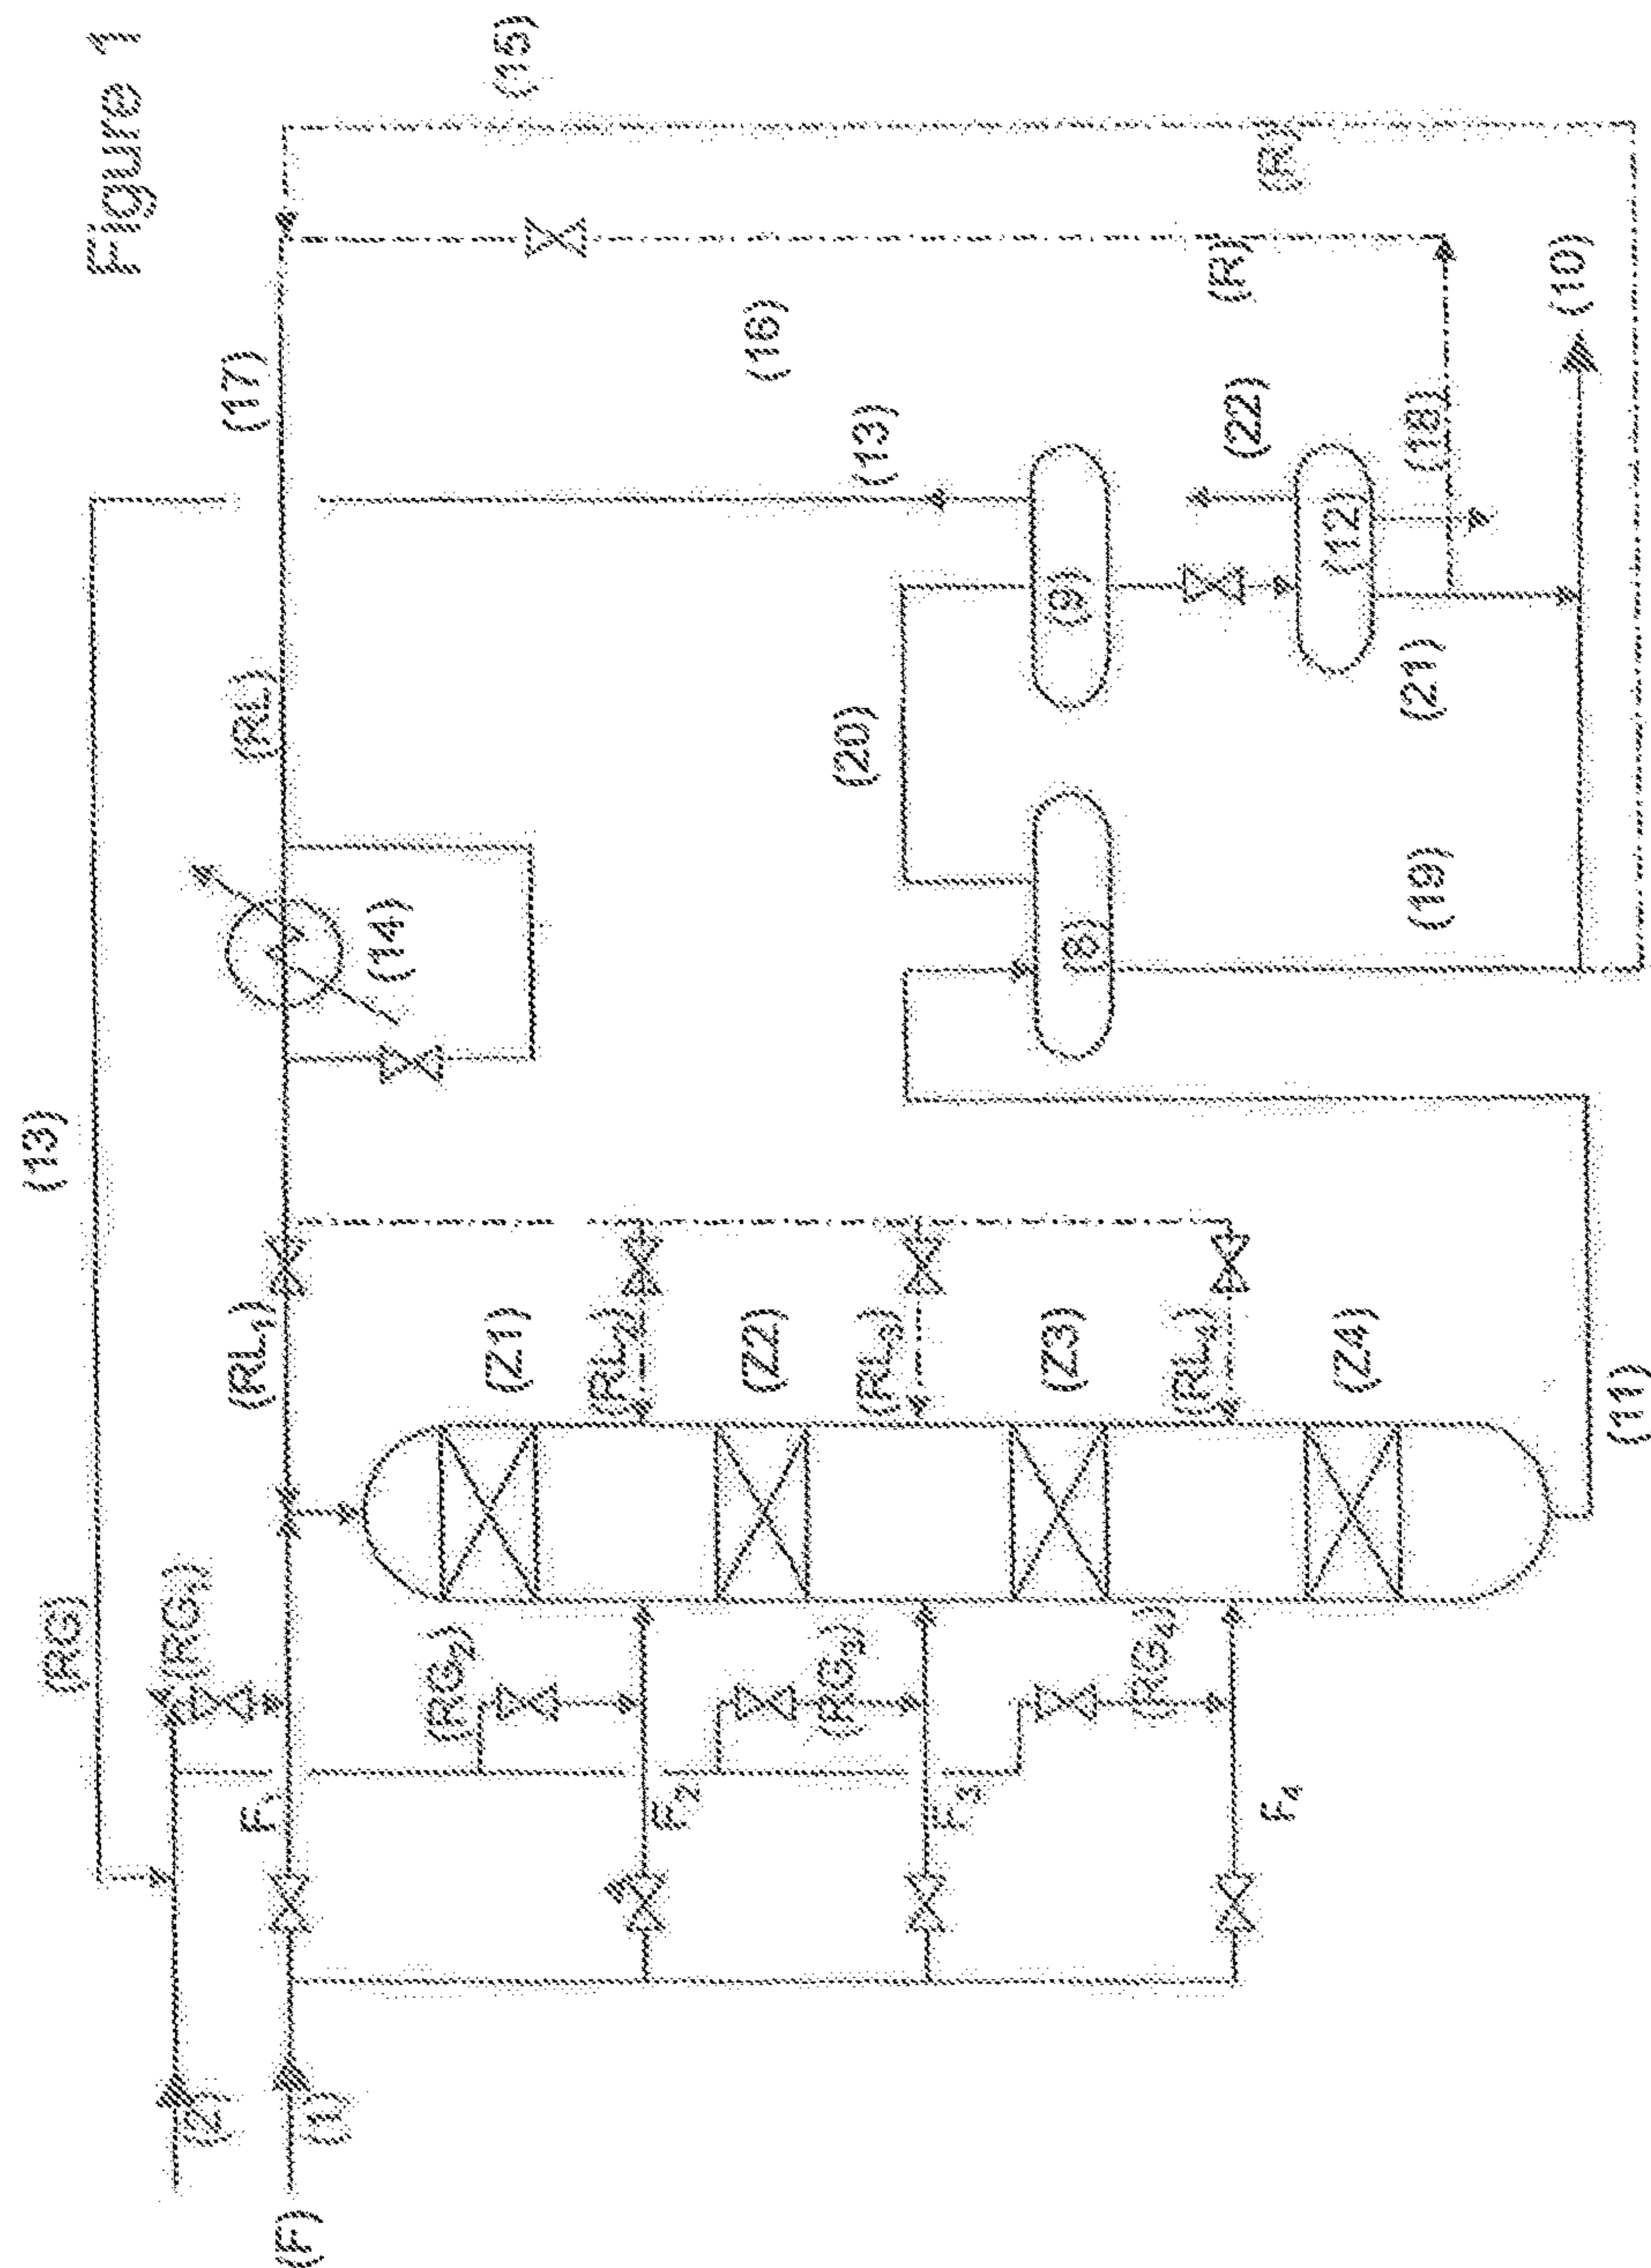 Figure 1
(13)
(RG)
(RG₁)
(2)
(F)
(1)
F₁
(RL₁)
(RL)
(17)
(14)
(15)
(RG₂)
(Z1)
(RL₂)
F₂
(Z2)
(16)
(RG₃)
(RL₃)
(20)
(13)
F₃
(Z3)
(8)
(9)
(RG₄)
(RL₄)
(22)
(R)
(R)
F₄
(Z4)
(12)
(19)
(21)
(18)
(10)
(11)